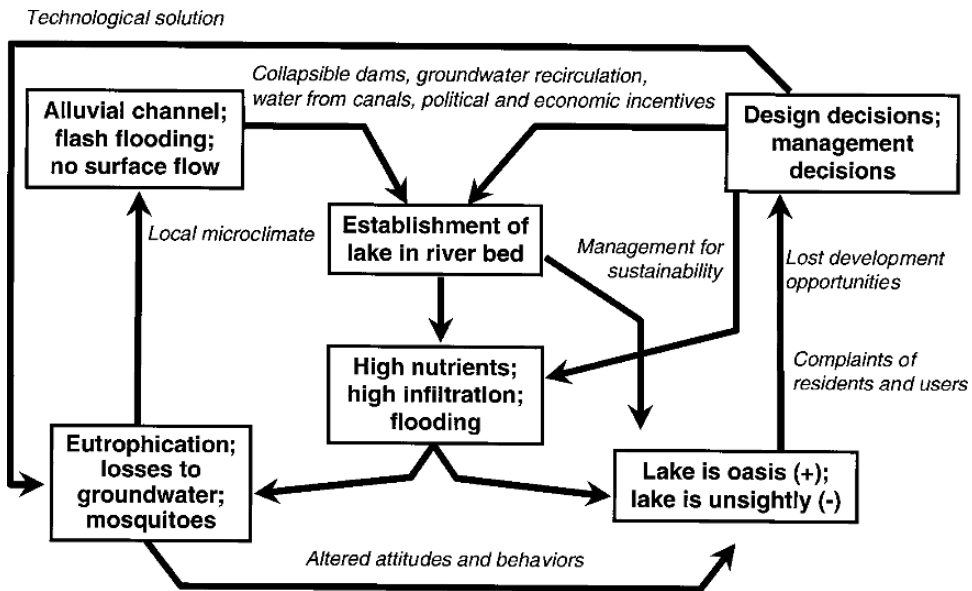 Technological solution
Collapsible dams, groundwater recirculation,
water from canals, political and economic incentives
Alluvial channel;
flash flooding;
no surface flow
Design decisions;
management
decisions
Establishment of
lake in river bed
Local microclimate
Management for
sustainability
Lost development
opportunities
High nutrients;
high infiltration;
flooding
Complaints of
residents and users
Eutrophication;
losses to
groundwater;
mosquitoes
Lake is oasis (+);
lake is unsightly (-)
Altered attitudes and behaviors